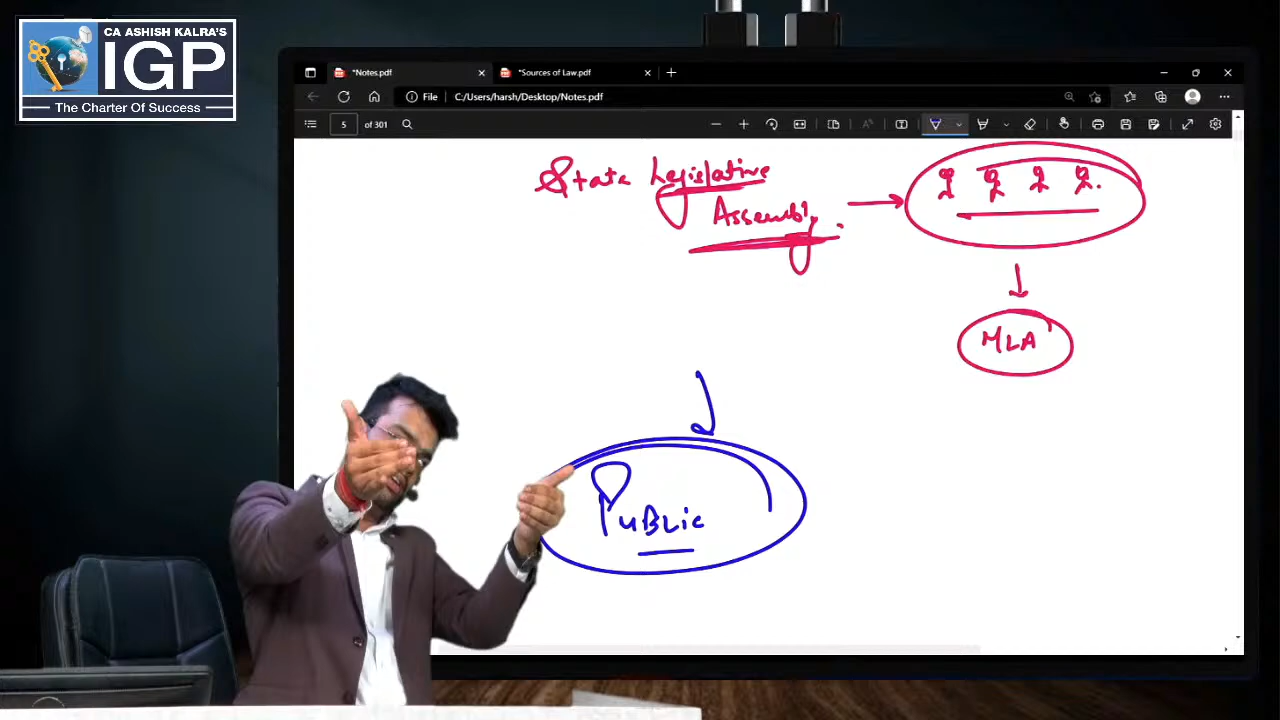 CA ASHISH KALRA'S
IGP
The Charter Of Success
*Notes.pdf
*Sources of Law.pdf
File
C:/Users/harsh/Desktop/Notes.pdf
5 of 301
State Legislative
Assembly
MLA
Public